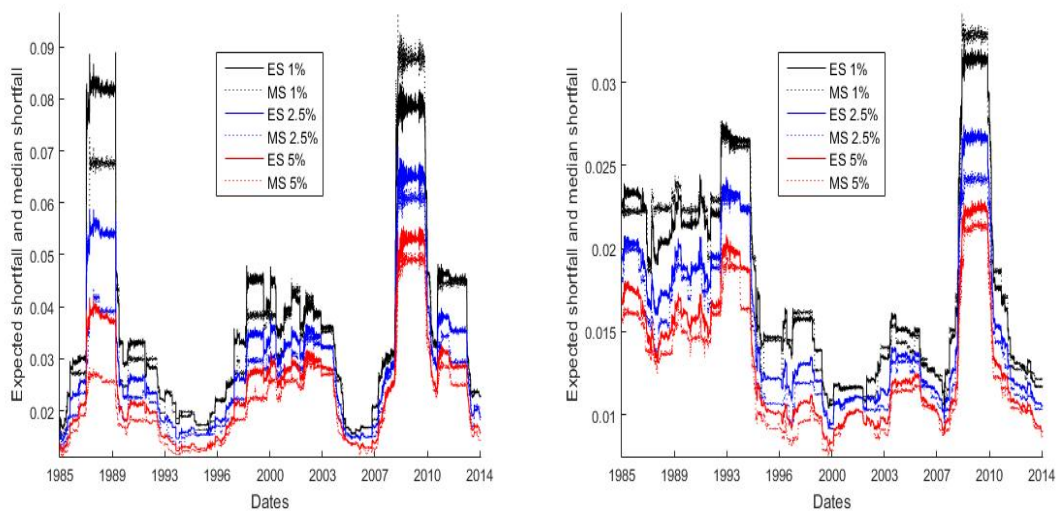 Expected shortfall and median shortfall
0.09
0.08
0.07
0.06
0.05
0.04
0.03
0.02
ES 1%
MS 1%
ES 2.5%
MS 2.5%
ES 5%
MS 5%
1985 1989 1993 1996 2000 2003 2007 2010 2014
Dates
Expected shortfall and median shortfall
0.03
0.025
0.02
0.015
0.01
ES 1%
MS 1%
ES 2.5%
MS 2.5%
ES 5%
MS 5%
1985 1989 1993 1996 2000 2003 2007 2010 2014
Dates